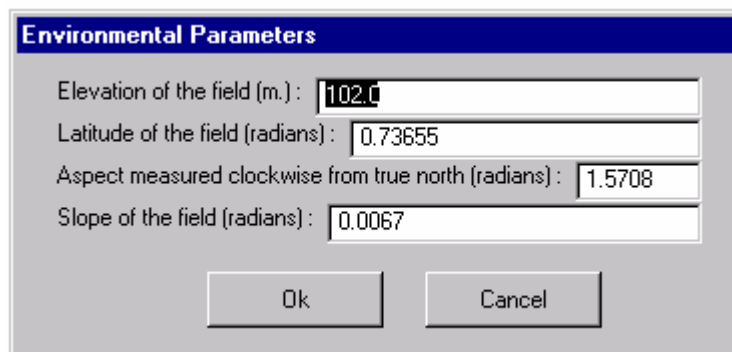 Environmental Parameters
Elevation of the field (m.) : 102.0
Latitude of the field (radians) : 0.73655
Aspect measured clockwise from true north (radians) : 1.5708
Slope of the field (radians) : 0.0067
Ok Cancel